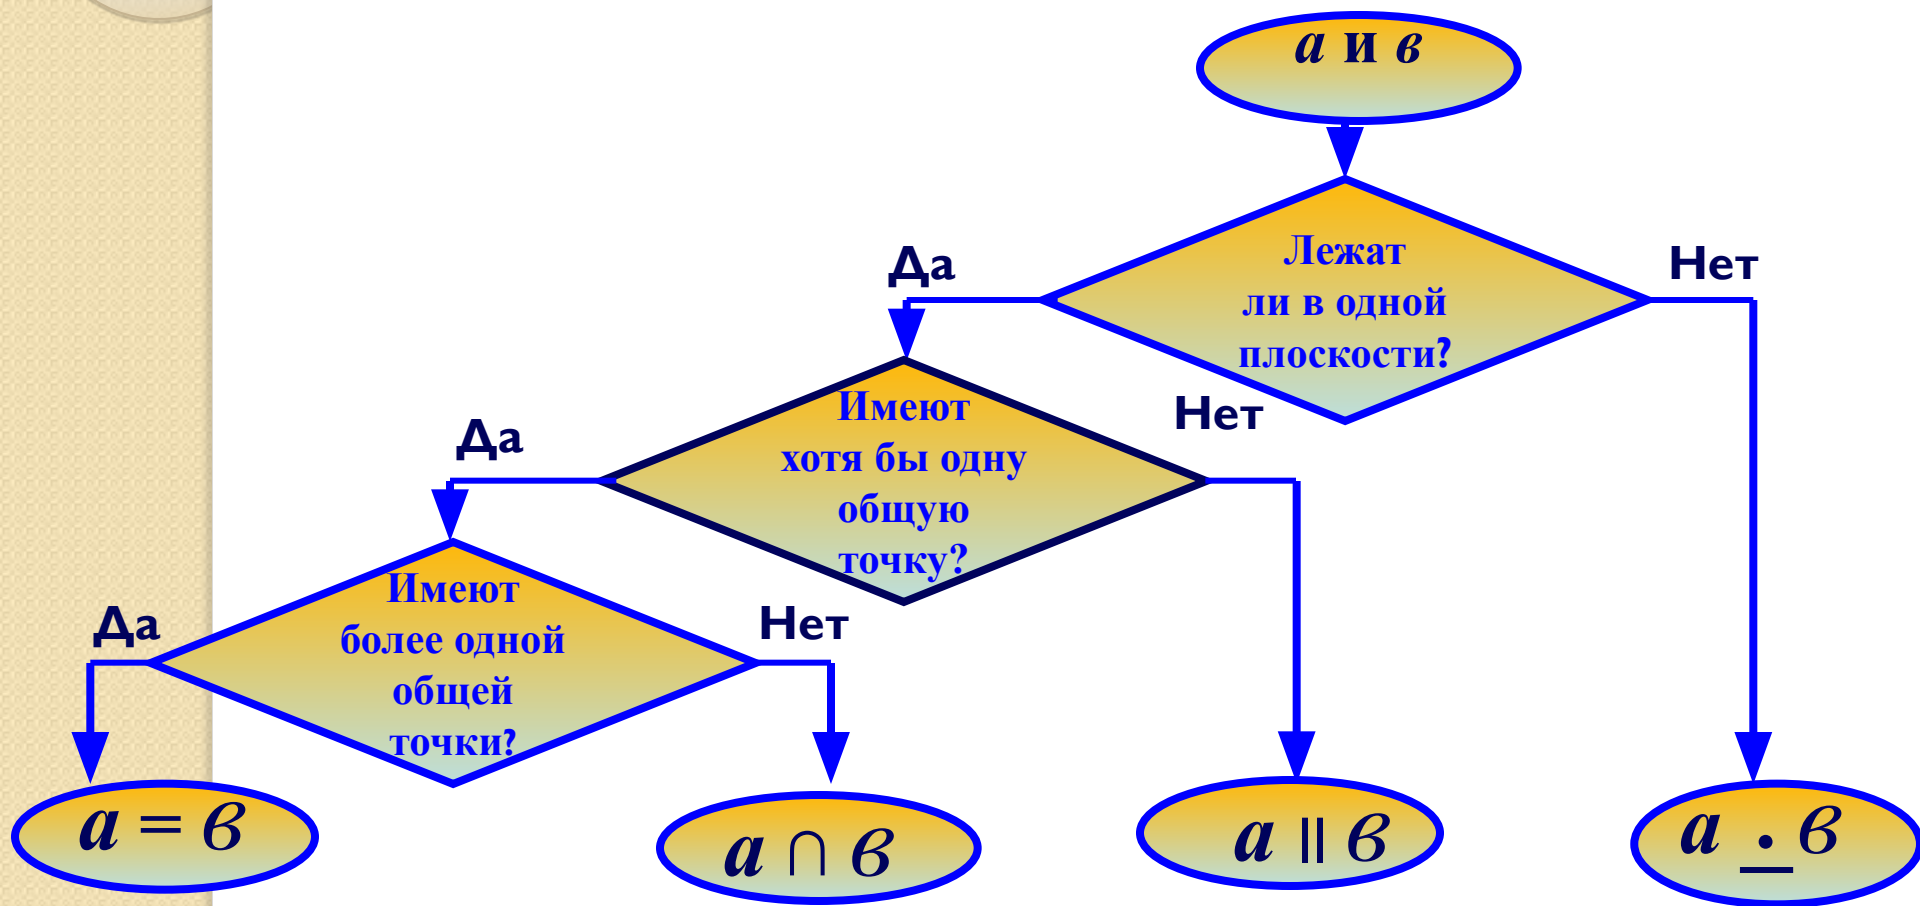 а и в
Лежат
ли в одной
плоскости?
Да
Нет
Имеют
хотя бы одну
общую
точку?
Да
Нет
Имеют
более одной
общей
точки?
Да
Нет
а = в
а ∩ в
а || в
а ∸ в